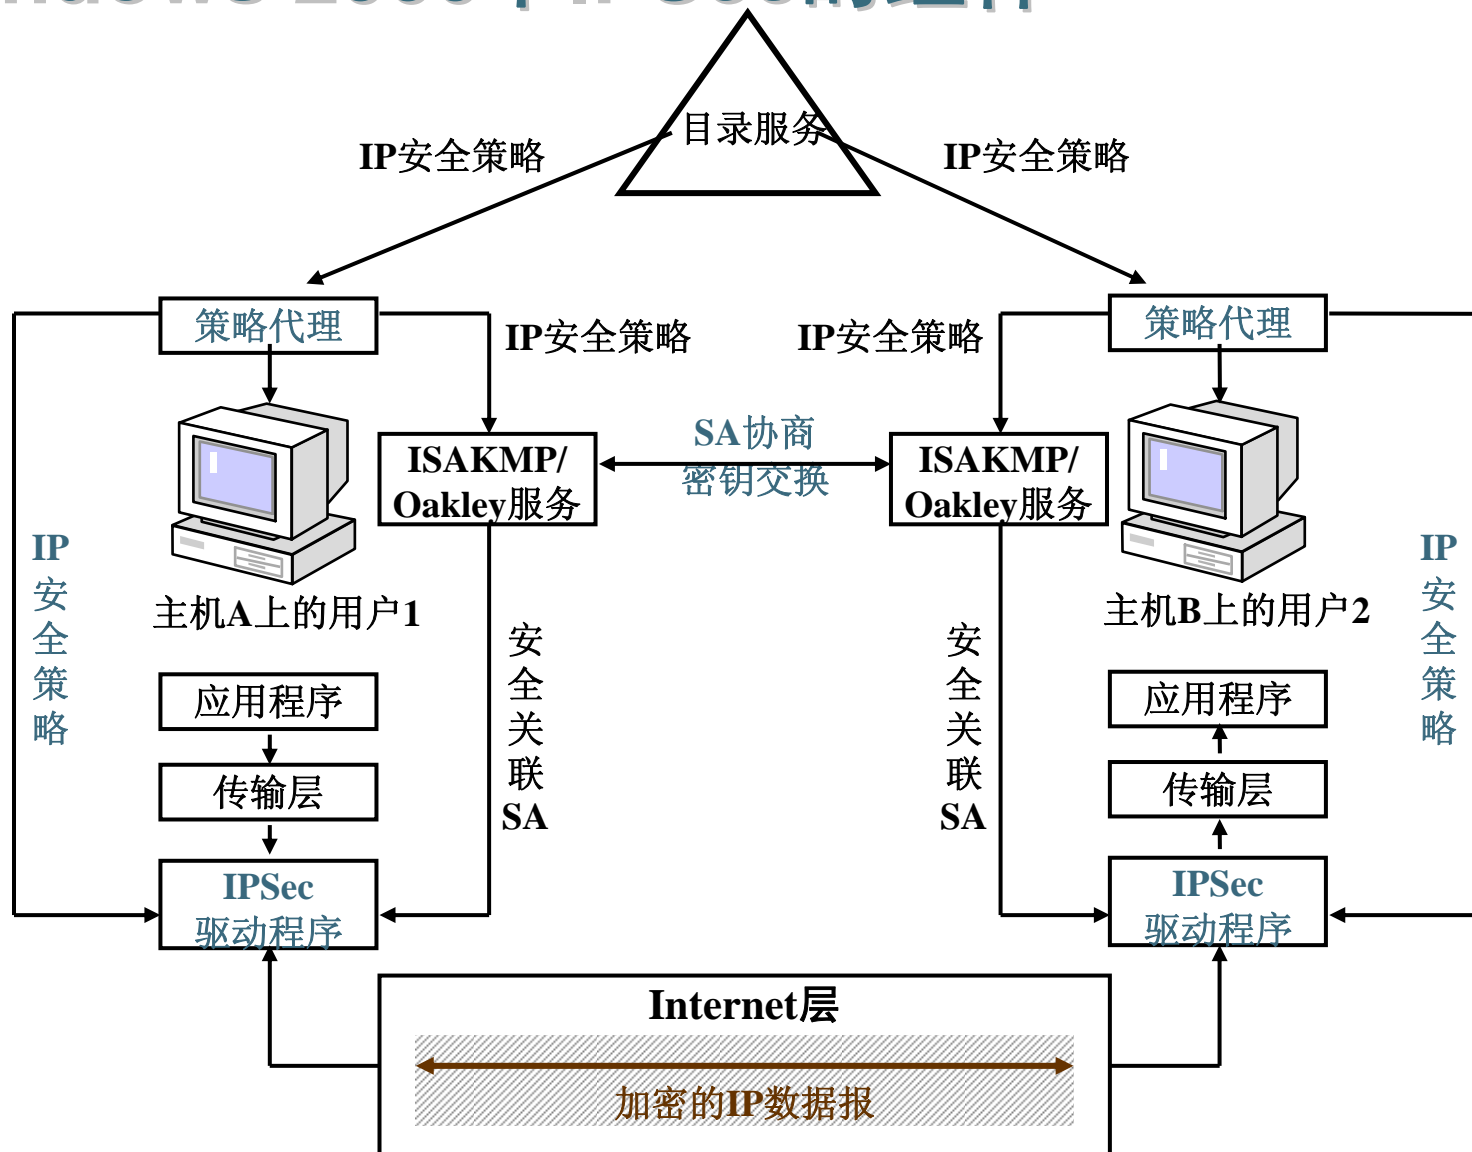 目录服务
IP安全策略
IP安全策略
策略代理
策略代理
IP安全策略
IP安全策略
SA协商
密钥交换
ISAKMP/
Oakley服务
ISAKMP/
Oakley服务
IP
安
全
策
略
IP
安
全
策
略
主机A上的用户1
主机B上的用户2
安
全
关
联
SA
安
全
关
联
SA
应用程序
应用程序
传输层
传输层
IPSec
驱动程序
IPSec
驱动程序
Internet层
加密的IP数据报